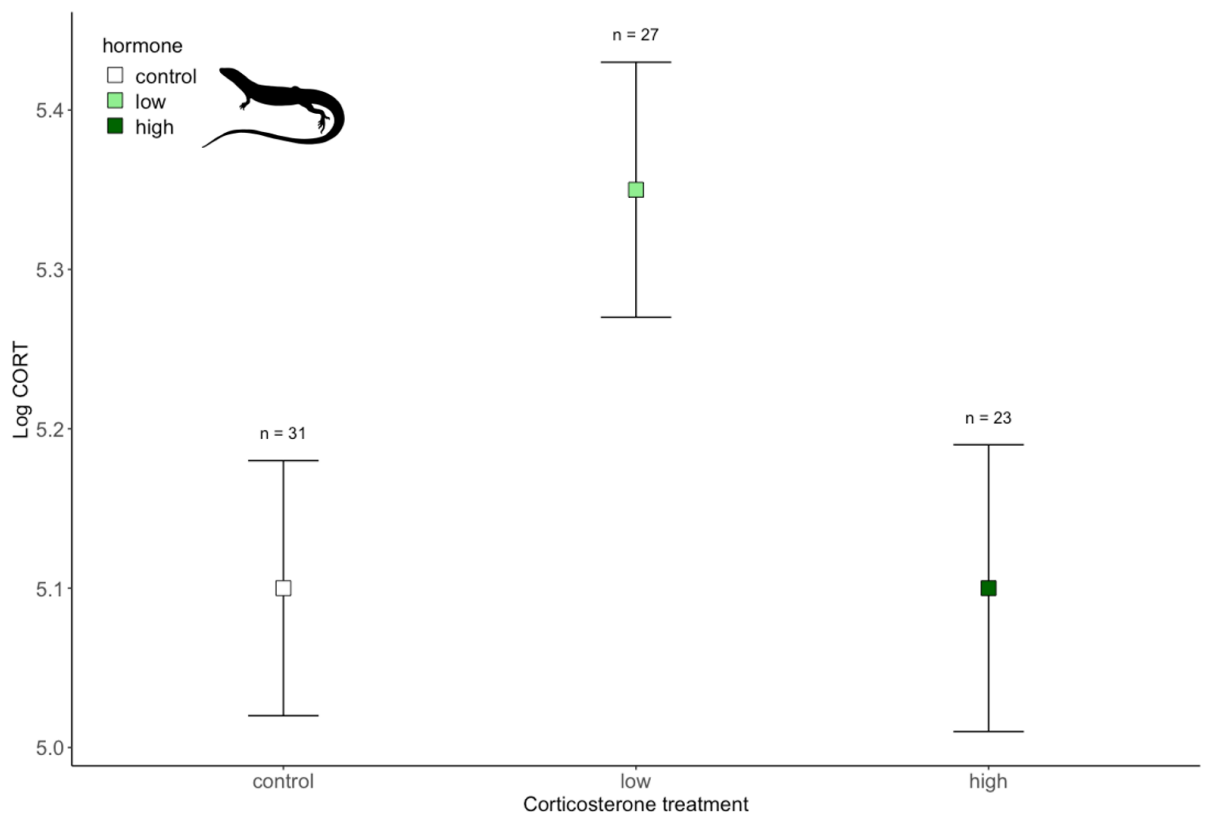 hormone
control
low
high
n = 27
n = 31
n = 23
Log CORT
5.4
5.3
5.2
5.1
5.0
control
low
high
Corticosterone treatment